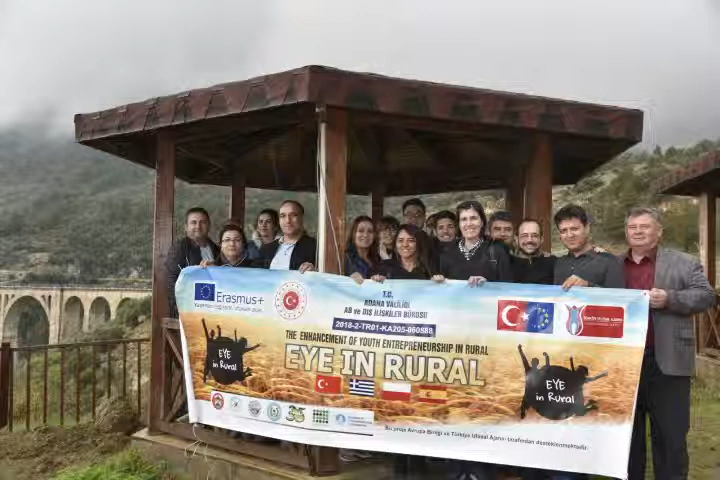 Erasmus+
T.C.
ADANA VALİLİĞİ
AB VE DIŞ İLİŞKİLER BÜROSU
2018-2-TR01-KA205-060588
THE ENHANCEMENT OF YOUTH ENTREPRENEURSHIP IN RURAL
EYE IN RURAL
EYE
in Rural
EYE
in Rural
Bu proje Avrupa Birliği ve Türkiye Ulusal Ajansı tarafından desteklenmektedir.